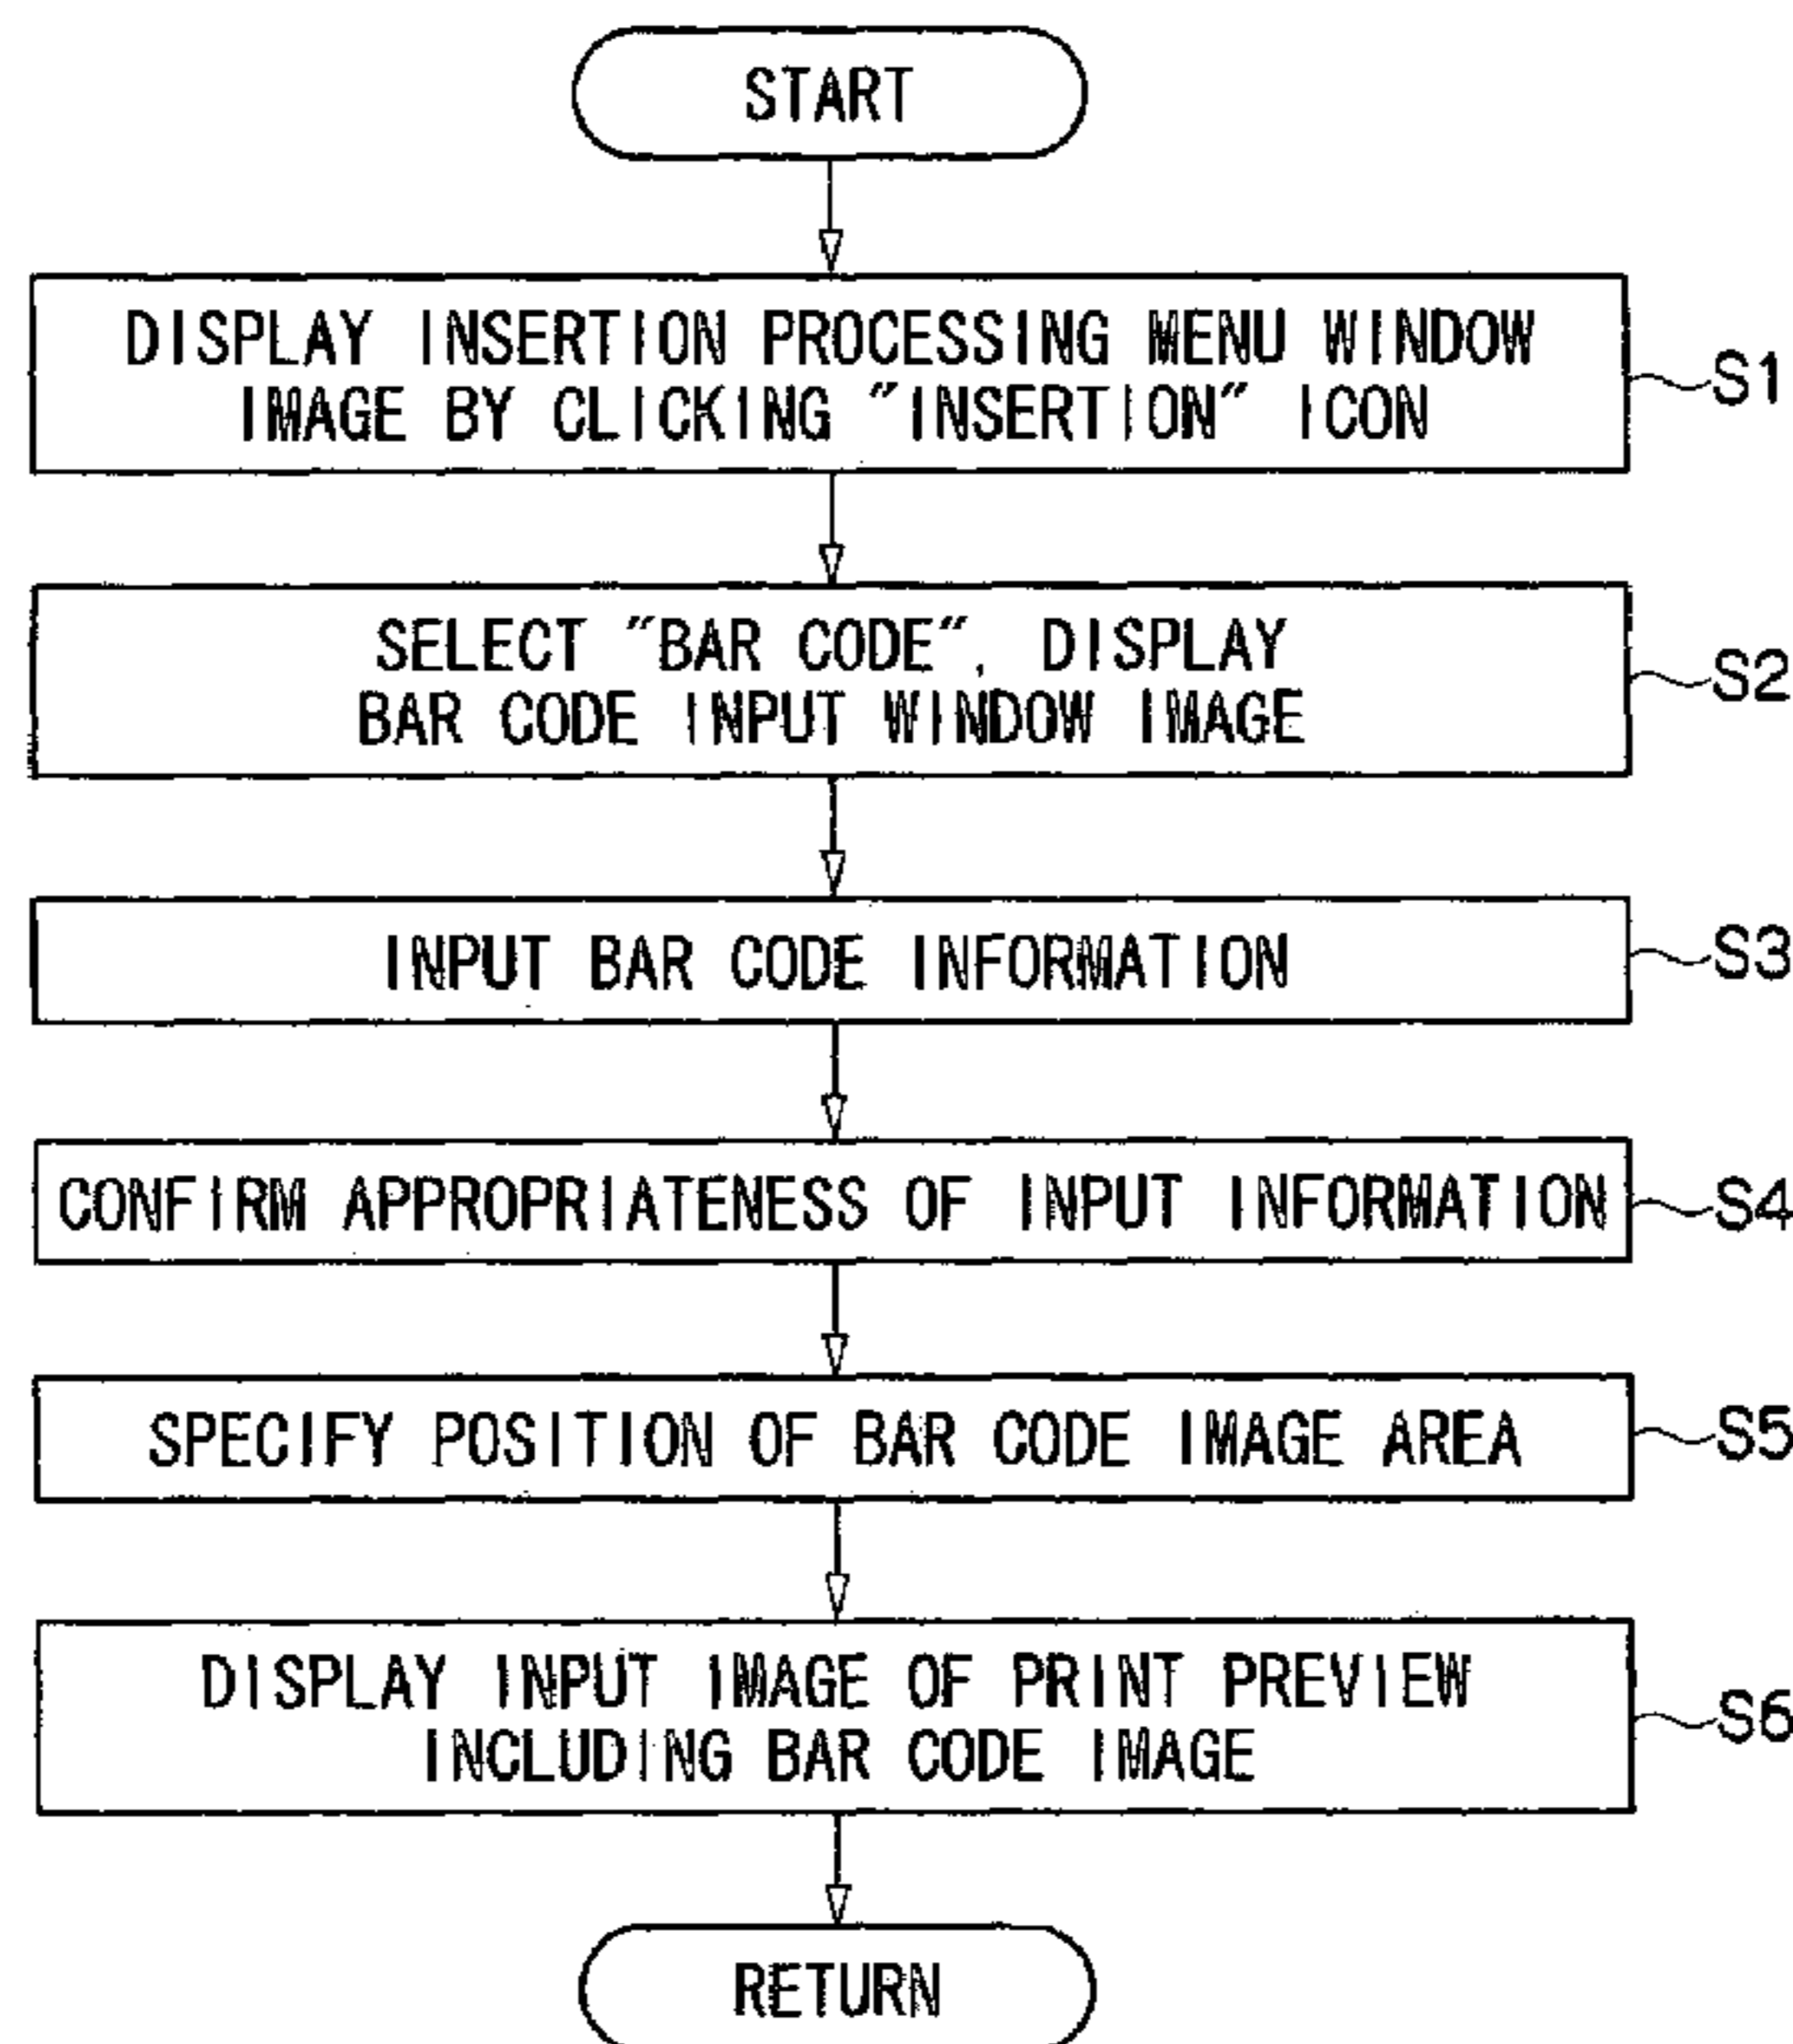 START
DISPLAY INSERTION PROCESSING MENU WINDOW
IMAGE BY CLICKING "INSERTION" ICON
S1
SELECT "BAR CODE", DISPLAY
BAR CODE INPUT WINDOW IMAGE
S2
INPUT BAR CODE INFORMATION
S3
CONFIRM APPROPRIATENESS OF INPUT INFORMATION
S4
SPECIFY POSITION OF BAR CODE IMAGE AREA
S5
DISPLAY INPUT IMAGE OF PRINT PREVIEW
INCLUDING BAR CODE IMAGE
S6
RETURN